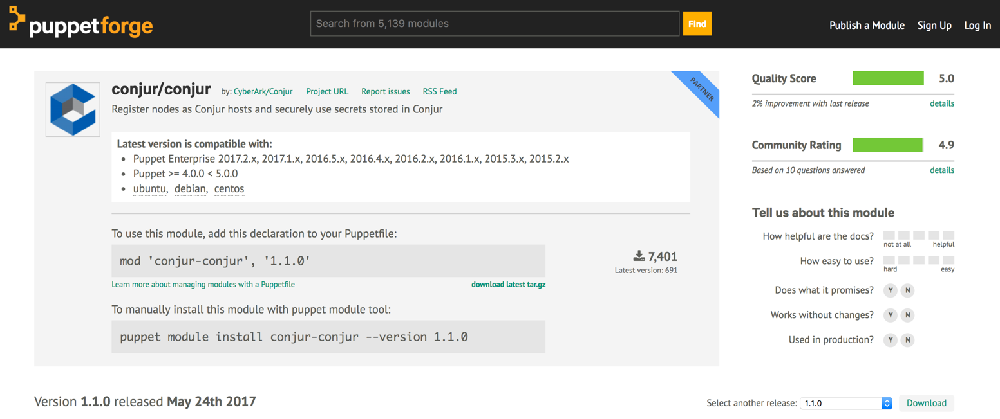 puppetforge
Search from 5,139 modules
Find
Publish a Module Sign Up Log In
conjur/conjur by: CyberArk/Conjur Project URL Report issues RSS Feed
PARTNER
Register nodes as Conjur hosts and securely use secrets stored in Conjur
Latest version is compatible with:
• Puppet Enterprise 2017.2.x, 2017.1.x, 2016.5.x, 2016.4.x, 2016.2.x, 2016.1.x, 2015.3.x, 2015.2.x
• Puppet >= 4.0.0 < 5.0.0
• ubuntu, debian, centos
To use this module, add this declaration to your Puppetfile:
mod 'conjur-conjur', '1.1.0'
Learn more about managing modules with a Puppetfile download latest tar.gz
7,401
Latest version: 691
To manually install this module with puppet module tool:
puppet module install conjur-conjur --version 1.1.0
Quality Score 5.0
2% improvement with last release details
Community Rating 4.9
Based on 10 questions answered details
Tell us about this module
How helpful are the docs?
not at all helpful
How easy to use?
hard easy
Does what it promises? Y N
Works without changes? Y N
Used in production? Y N
Version 1.1.0 released May 24th 2017
Select another release: 1.1.0 Download